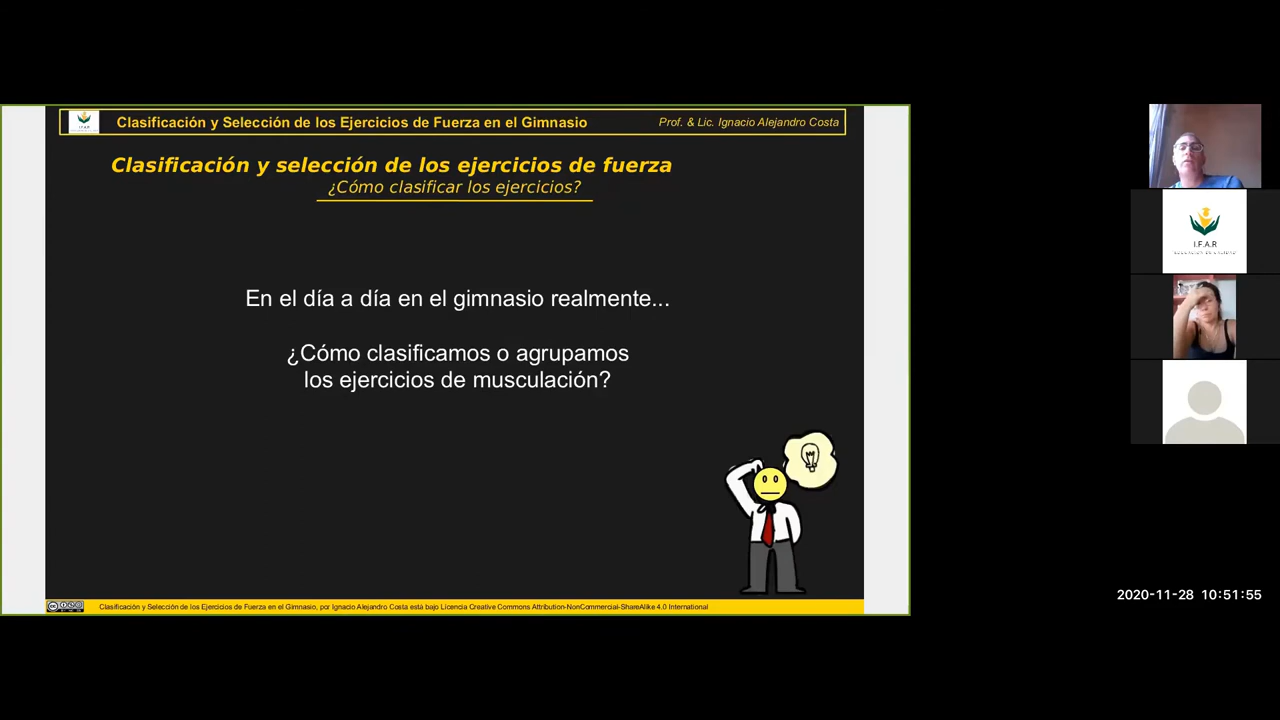 I.F.A.R
Clasificación y Selección de los Ejercicios de Fuerza en el Gimnasio
Prof. & Lic. Ignacio Alejandro Costa
Clasificación y selección de los ejercicios de fuerza
¿Cómo clasificar los ejercicios?
En el día a día en el gimnasio realmente...
¿Cómo clasificamos o agrupamos
los ejercicios de musculación?
Clasificación y Selección de los Ejercicios de Fuerza en el Gimnasio, por Ignacio Alejandro Costa está bajo Licencia Creative Commons Attribution-NonCommercial-ShareAlike 4.0 International
I.F.A.R
2020-11-28 10:51:55